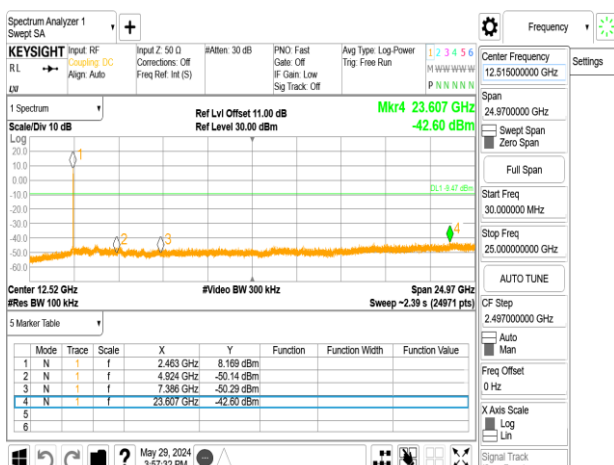 Spectrum Analyzer 1
Swept SA
Frequency
KEYSIGHT
Input: RF
Coupling: DC
Align: Auto
Input Z: 50 Ω
Corrections: Off
Freq Ref: Int (S)
#Atten: 30 dB
PNO: Fast
Gate: Off
IF Gain: Low
Sig Track: Off
Avg Type: Log-Power
Trig: Free Run
1 2 3 4 5 6
M W W W W W
P N N N N N
RL
LXI
Settings
Center Frequency
12.515000000 GHz
Span
24.9700000 GHz
Swept Span
Zero Span
Full Span
Start Freq
30.000000 MHz
Stop Freq
25.000000000 GHz
AUTO TUNE
CF Step
2.497000000 GHz
Auto
Man
Freq Offset
0 Hz
X Axis Scale
Log
Lin
Signal Track
1 Spectrum
Scale/Div 10 dB
Ref Lvl Offset 11.00 dB
Ref Level 30.00 dBm
Mkr4 23.607 GHz
-42.60 dBm
Log
20.0
10.0
0.00
-10.0
-20.0
-30.0
-40.0
-50.0
-60.0
1
2
3
4
Center 12.52 GHz
#Res BW 100 kHz
#Video BW 300 kHz
Span 24.97 GHz
Sweep ~2.39 s (24971 pts)
5 Marker Table
Mode Trace Scale X Y Function Function Width Function Value
1 N 1 f 2.463 GHz 8.169 dBm
2 N 1 f 4.924 GHz -50.14 dBm
3 N 1 f 7.386 GHz -50.29 dBm
4 N 1 f 23.607 GHz -42.60 dBm
5
6
May 29, 2024
3:57:32 PM